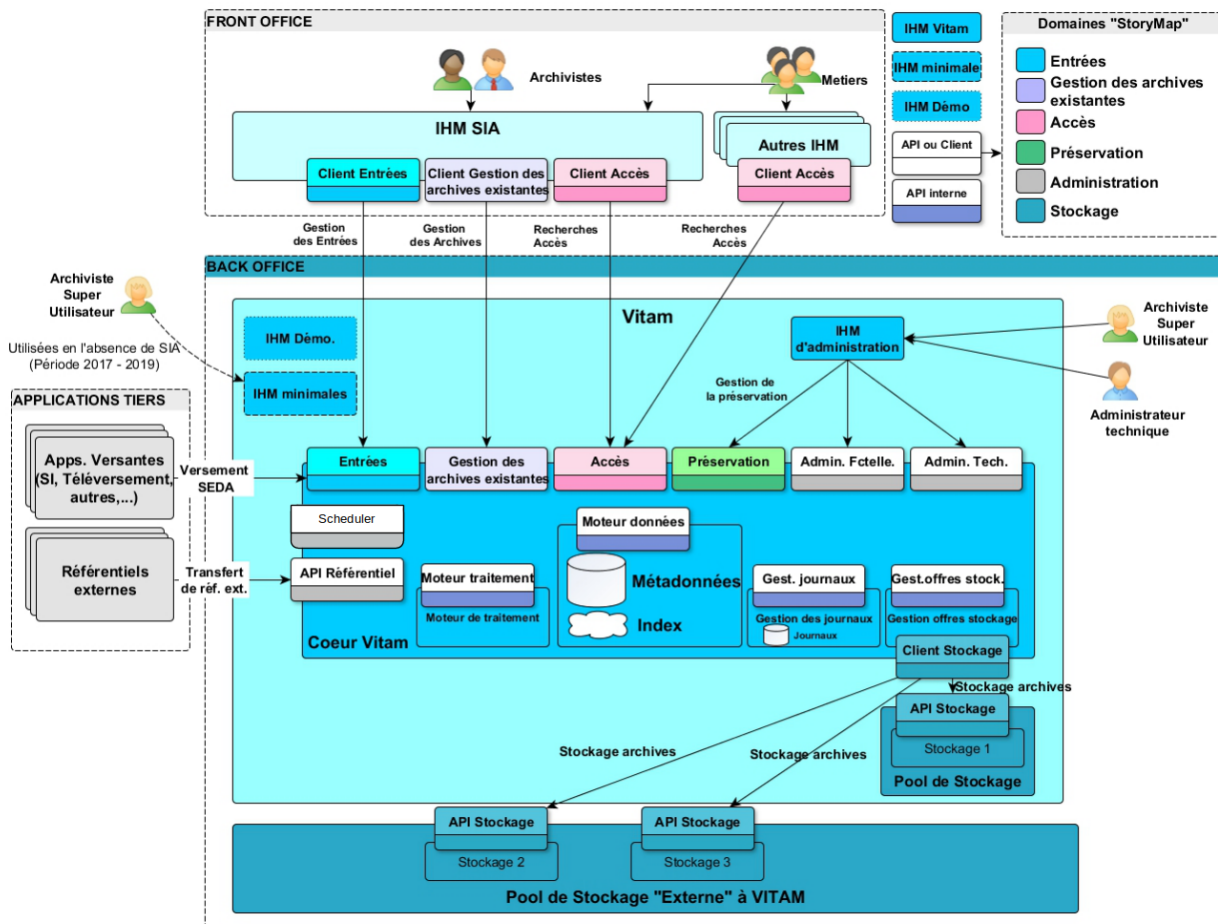 FRONT OFFICE
Archivistes
Metiers
IHM SIA
Autres IHM
Client Entrées
Client Gestion des
archives existantes
Client Accès
Client Accès
IHM Vitam
IHM minimale
IHM Démo
API ou Client
API interne
Domaines "StoryMap"
Entrées
Gestion des archives
existantes
Accès
Préservation
Administration
Stockage
Gestion
des Entrées
Gestion
des Archives
Recherches
Accès
Recherches
Accès
BACK OFFICE
Archiviste
Super
Utilisateur
Utilisées en l'absence de SIA
(Période 2017 - 2019)
Vitam
IHM Démo.
IHM minimales
IHM
d'administration
Archiviste
Super
Utilisateur
Administrateur
technique
Gestion de
la préservation
APPLICATIONS TIERS
Apps. Versantes
(SI, Téléversement,
autres,...)
Versement
SEDA
Référentiels
externes
Transfert
de réf. ext.
Entrées
Gestion des
archives existantes
Accès
Préservation
Admin. Fctelle.
Admin. Tech.
Scheduler
API Référentiel
Moteur traitement
Moteur de traitement
Moteur données
Métadonnées
Index
Gest. journaux
Gestion des journaux
Journaux
Gest.offres stock.
Gestion offres stockage
Coeur Vitam
Client Stockage
Stockage archives
API Stockage
Stockage 1
Pool de Stockage
Stockage archives
Stockage archives
API Stockage
Stockage 2
API Stockage
Stockage 3
Pool de Stockage "Externe" à VITAM